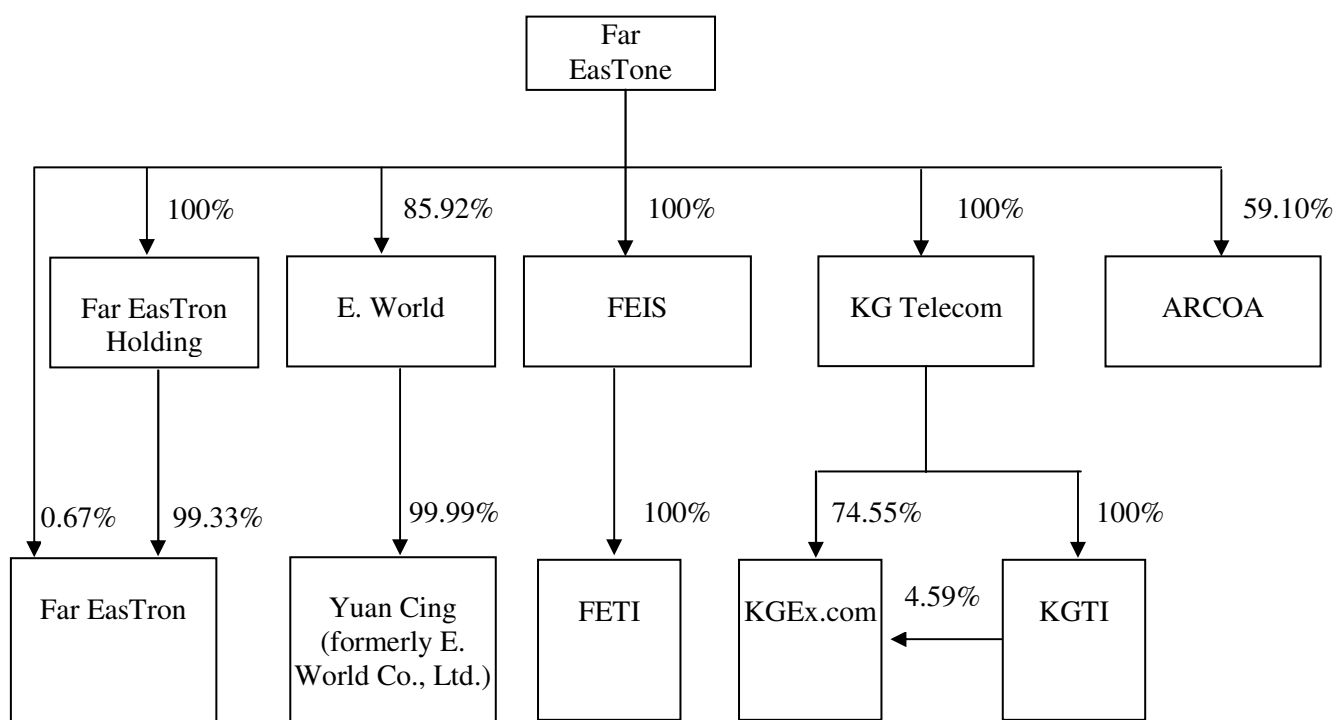 Far
EasTone
100%
85.92%
100%
100%
59.10%
Far EasTron
Holding
E. World
FEIS
KG Telecom
ARCOA
0.67%
99.33%
99.99%
100%
74.55%
100%
Far EasTron
Yuan Cing
(formerly E.
World Co., Ltd.)
FETI
KGEx.com
4.59%
KGTI